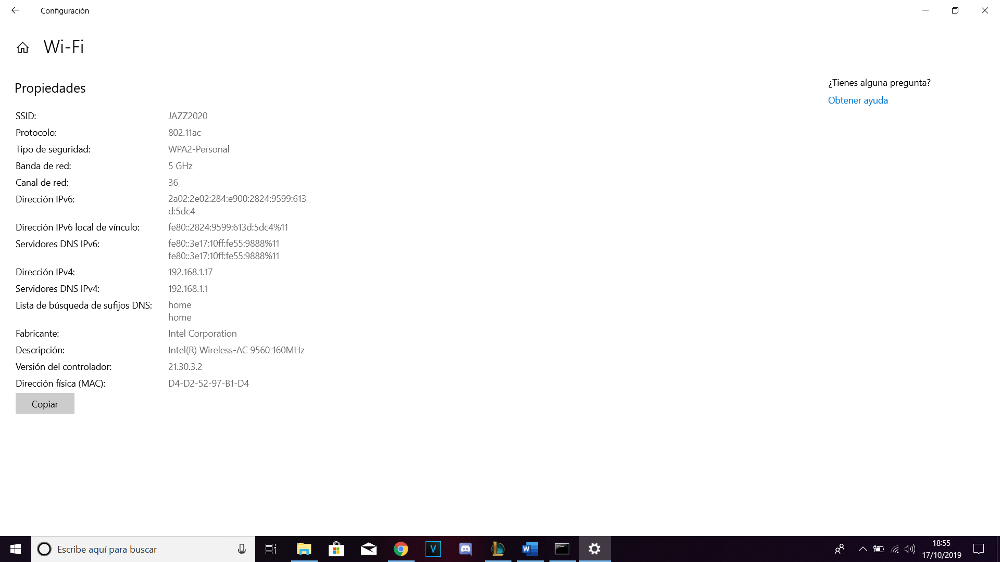 Configuración
Wi-Fi
Propiedades
¿Tienes alguna pregunta?
Obtener ayuda
SSID: JAZZ2020
Protocolo: 802.11ac
Tipo de seguridad: WPA2-Personal
Banda de red: 5 GHz
Canal de red: 36
Dirección IPv6: 2a02:2e02:284:e900:2824:9599:613
d:5dc4
Dirección IPv6 local de vínculo: fe80::2824:9599:613d:5dc4%11
Servidores DNS IPv6: fe80::3e17:10ff:fe55:9888%11
fe80::3e17:10ff:fe55:9888%11
Dirección IPv4: 192.168.1.17
Servidores DNS IPv4: 192.168.1.1
Lista de búsqueda de sufijos DNS: home
home
Fabricante: Intel Corporation
Descripción: Intel(R) Wireless-AC 9560 160MHz
Versión del controlador: 21.30.3.2
Dirección física (MAC): D4-D2-52-97-B1-D4
Copiar
Escribe aquí para buscar
18:55
17/10/2019